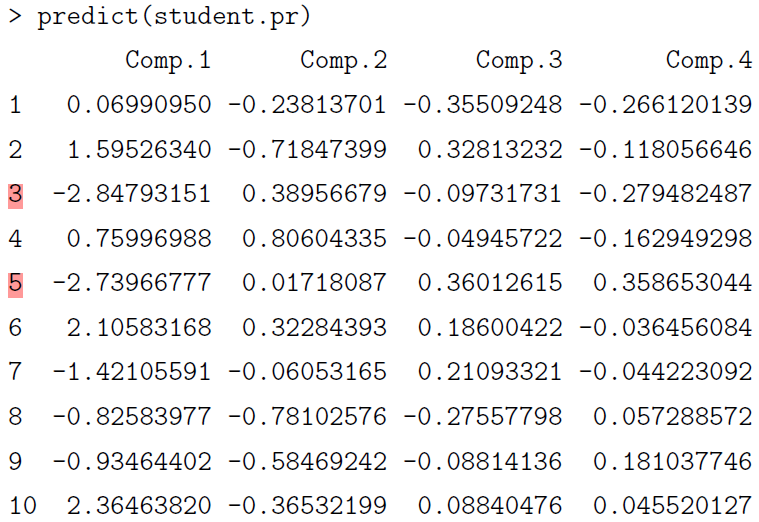 > predict(student.pr)
Comp.1 Comp.2 Comp.3 Comp.4
1 0.06990950 -0.23813701 -0.35509248 -0.266120139
2 1.59526340 -0.71847399 0.32813232 -0.118056646
3 -2.84793151 0.38956679 -0.09731731 -0.279482487
4 0.75996988 0.80604335 -0.04945722 -0.162949298
5 -2.73966777 0.01718087 0.36012615 0.358653044
6 2.10583168 0.32284393 0.18600422 -0.036456084
7 -1.42105591 -0.06053165 0.21093321 -0.044223092
8 -0.82583977 -0.78102576 -0.27557798 0.057288572
9 -0.93464402 -0.58469242 -0.08814136 0.181037746
10 2.36463820 -0.36532199 0.08840476 0.045520127